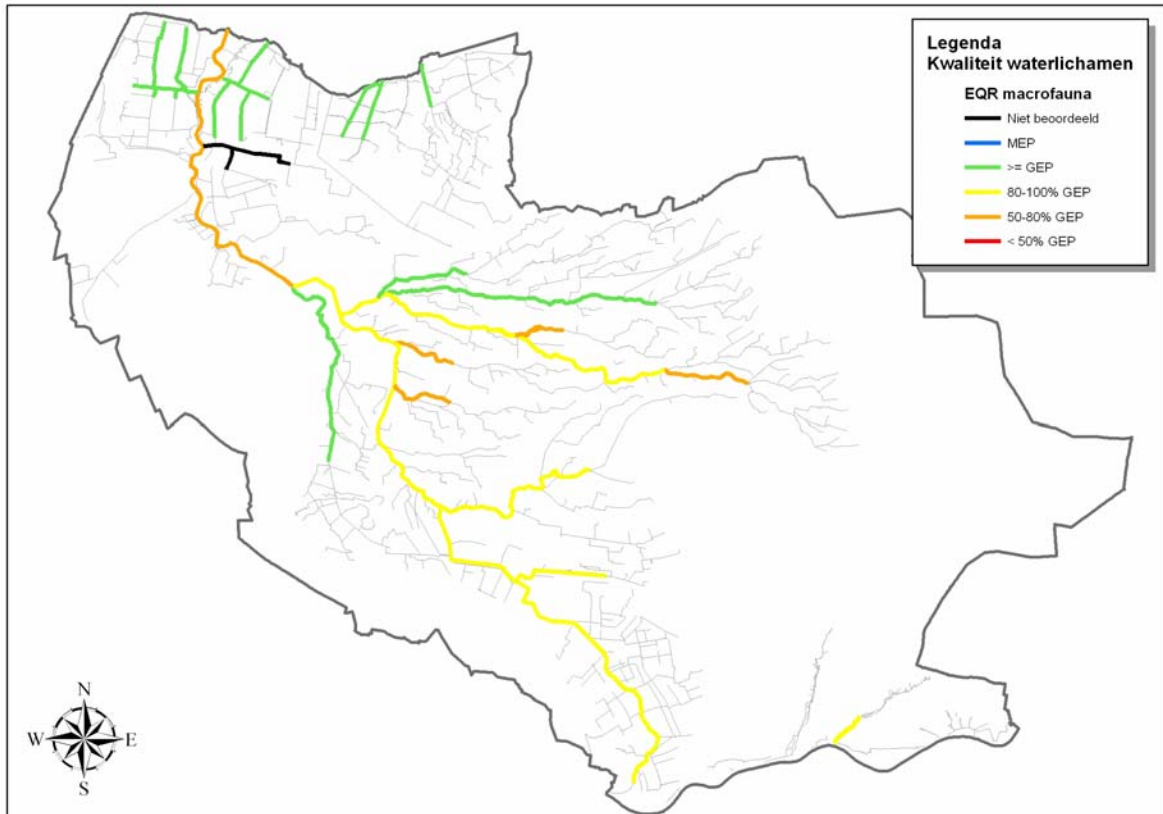 Legenda
Kwaliteit waterlichamen
EQR macrofauna
Niet beoordeeld
MEP
>= GEP
80-100% GEP
50-80% GEP
< 50% GEP
N
W E
S